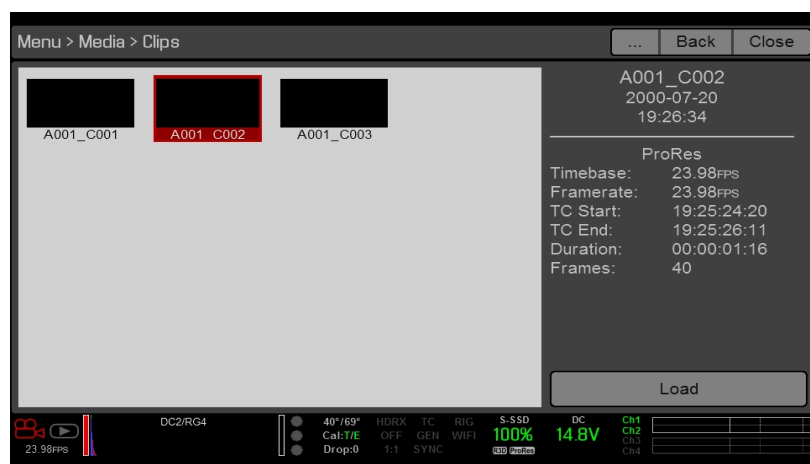 Menu > Media > Clips
... Back Close
A001_C001 A001_C002 A001_C003
A001_C002
2000-07-20
19:26:34
ProRes
Timebase: 23.98FPS
Framerate: 23.98FPS
TC Start: 19:25:24:20
TC End: 19:25:26:11
Duration: 00:00:01:16
Frames: 40
Load
DC2/RG4 40°/69° HDRX TC RIG S-SSD DC Ch1
Cal:T/E OFF GEN WIFI 100% 14.8V Ch2
Ch3
23.98FPS Drop:0 1:1 SYNC R3D ProRes Ch4